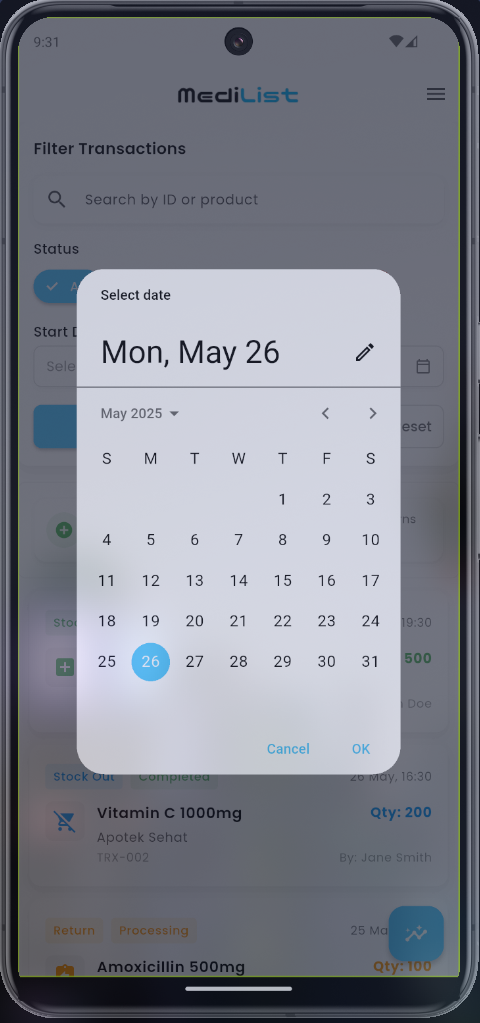 9:31
MediList
Filter Transactions
Search by ID or product
Status
Select date
Start
Mon, May 26
May 2025
S M T W T F S
1 2 3
4 5 6 7 8 9 10
11 12 13 14 15 16 17
18 19 20 21 22 23 24
25 26 27 28 29 30 31
Cancel OK
19:30
500
Doe
Stock Out Completed 26 May, 16:30
Vitamin C 1000mg Qty: 200
Apotek Sehat
TRX-002 By: Jane Smith
Return Processing 25 Ma
Amoxicillin 500mg Qty: 100